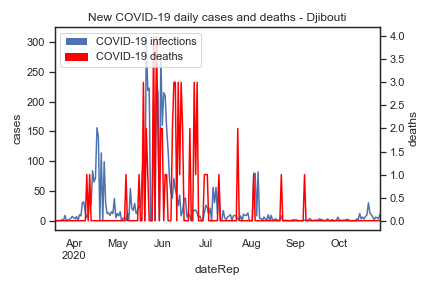 New COVID-19 daily cases and deaths - Djibouti
COVID-19 infections
COVID-19 deaths
300
250
200
150
100
50
0
cases
4.0
3.5
3.0
2.5
2.0
1.5
1.0
0.5
0.0
deaths
Apr May Jun Jul Aug Sep Oct
2020
dateRep